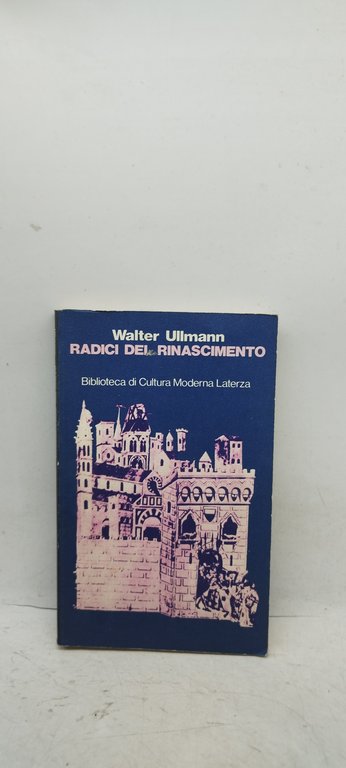 Walter Ullmann
RADICI DEL RINASCIMENTO
Biblioteca di Cultura Moderna Laterza